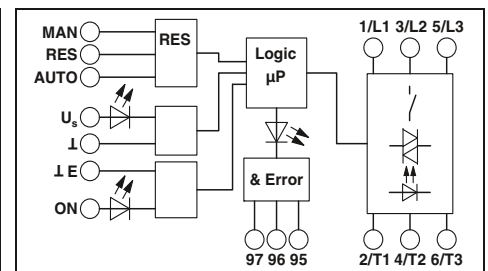 MAN
RES
AUTO
RES
Logic
µP
1/L1 3/L2 5/L3
Us
⊥
⊥ E
ON
& Error
97 96 95
2/T1 4/T2 6/T3